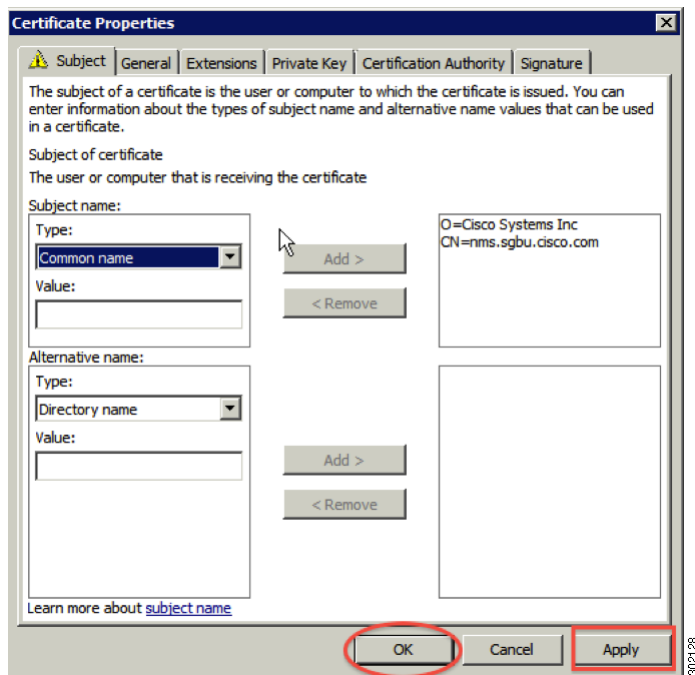 Certificate Properties
Subject
General
Extensions
Private Key
Certification Authority
Signature
The subject of a certificate is the user or computer to which the certificate is issued. You can
enter information about the types of subject name and alternative name values that can be used
in a certificate.
Subject of certificate
The user or computer that is receiving the certificate
Subject name:
Type:
Common name
Value:
Add >
< Remove
O=Cisco Systems Inc
CN=nms.sgbu.cisco.com
Alternative name:
Type:
Directory name
Value:
Add >
< Remove
Learn more about subject name
OK
Cancel
Apply
302128